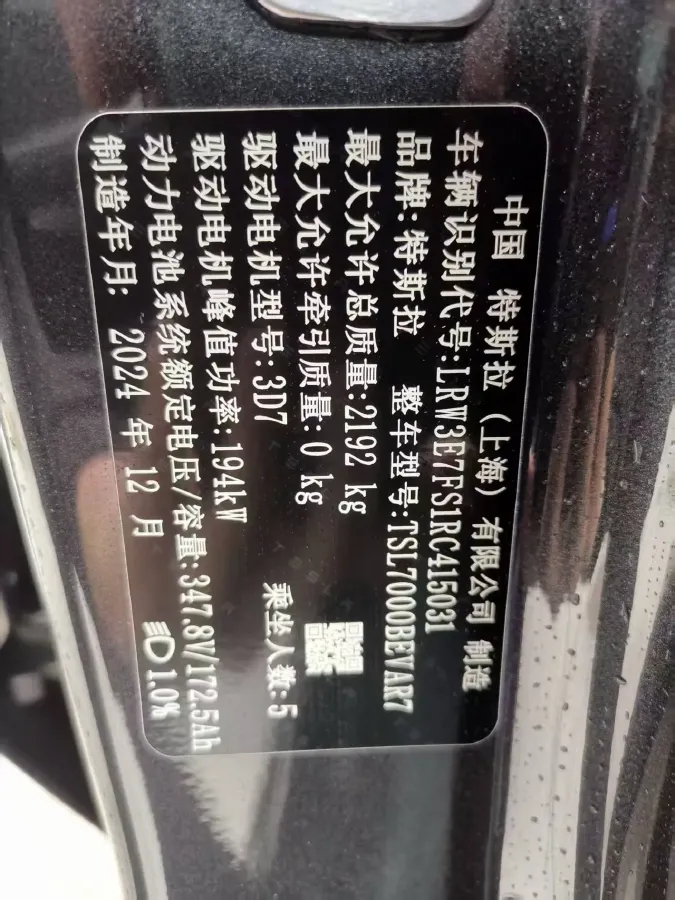 中国 特斯拉（上海）有限公司 制造
车辆识别代号:LRW3E7FS1RC415031
品牌:特斯拉 整车型号:TSL7000BEVAR7
最大允许总质量:2192 kg
最大允许牵引质量:0 kg
驱动电机型号:3D7 乘坐人数:5
驱动电机峰值功率:194kW
动力电池系统额定电压/容量:347.8V/172.5Ah
制造年月: 2024 年 12 月 1.0%